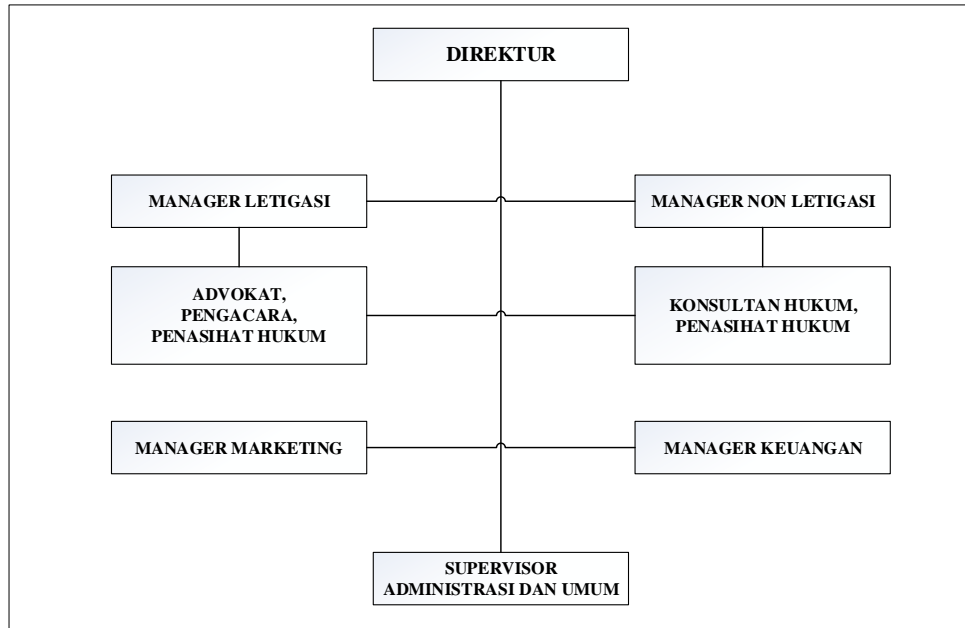 DIREKTUR
MANAGER LETIGASI
MANAGER NON LETIGASI
ADVOKAT,
PENGACARA,
PENASIHAT HUKUM
KONSULTAN HUKUM,
PENASIHAT HUKUM
MANAGER MARKETING
MANAGER KEUANGAN
SUPERVISOR
ADMINISTRASI DAN UMUM